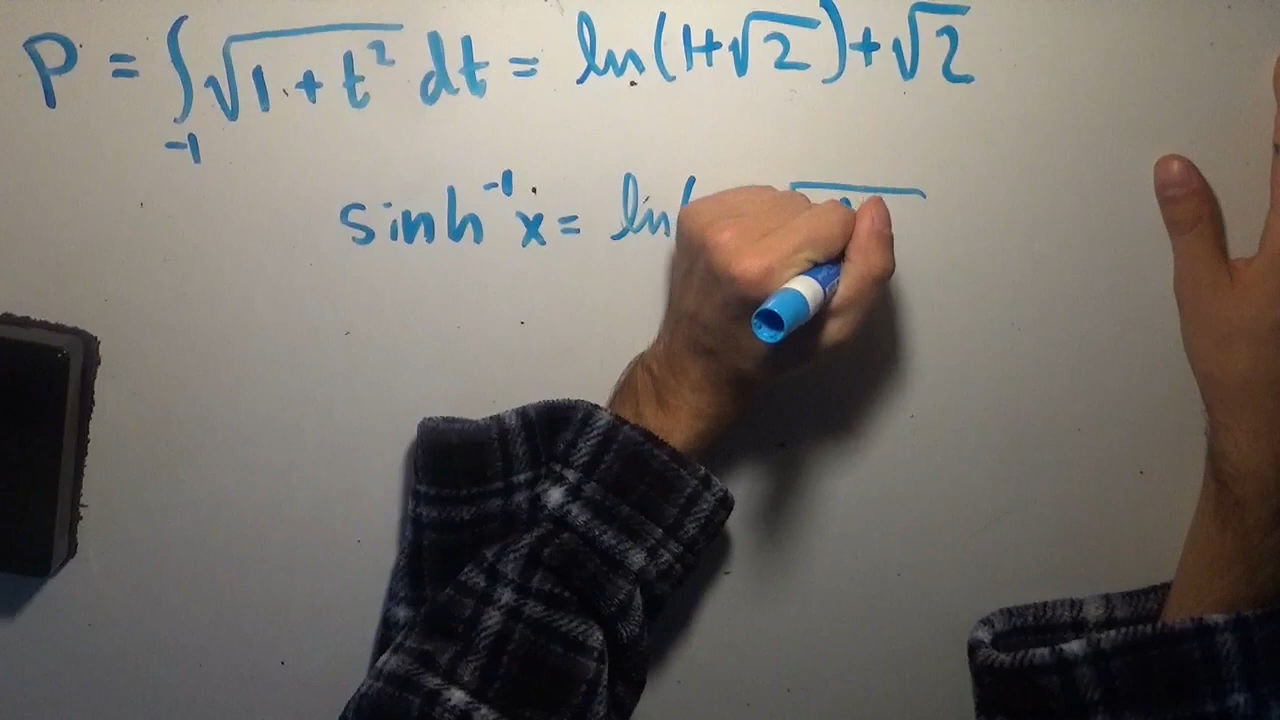 P = ∫₋₁ √(1 + t²) dt = ln(1+√2)+√2
sinh⁻¹x = ln(